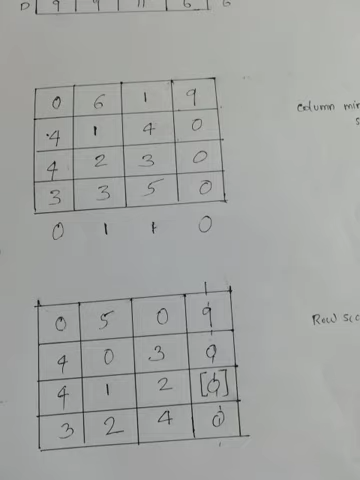 0 6 1 9
4 1 4 0
4 2 3 0
3 3 5 0
0 1 1 0
Column
0 5 0 9
4 0 3 0
4 1 2 [0]
3 2 4 0
Row